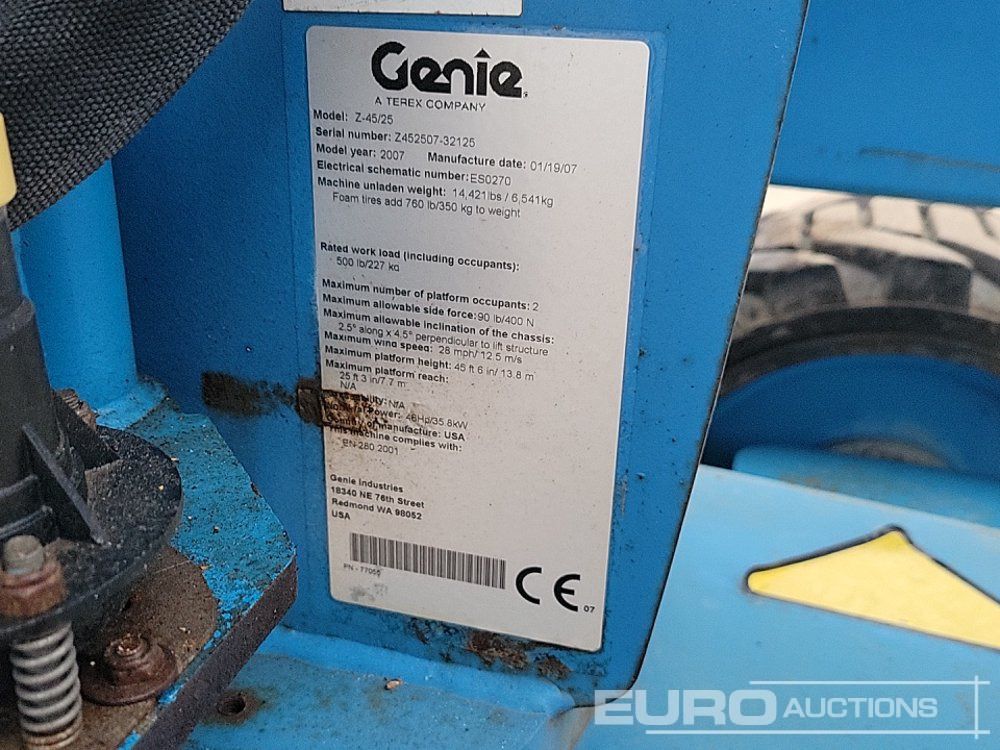 Genie
A TEREX COMPANY
Model: Z-45/25
Serial number: Z452507-32125
Model year: 2007 Manufacture date: 01/19/07
Electrical schematic number: ES0270
Machine unladen weight: 14,421lbs / 6,541kg
Foam tires add 760 lb/350 kg to weight
Rated work load (including occupants):
500 lb/227 kg
Maximum number of platform occupants: 2
Maximum allowable side force: 90 lb/400 N
Maximum allowable inclination of the chassis:
2.5° along x 4.5° perpendicular to lift structure
Maximum wind speed: 28 mph/ 12.5 m/s
Maximum platform height: 45 ft 6 in/ 13.8 m
Maximum platform reach:
25 ft 3 in/7.7 m
N/A
N/A
Power: 46Hp/35.8kW
Country of manufacture: USA
This machine complies with:
EN 280:2001
Genie Industries
18340 NE 76th Street
Redmond WA 98052
USA
PN - 77055
CE 07
EURO AUCTIONS